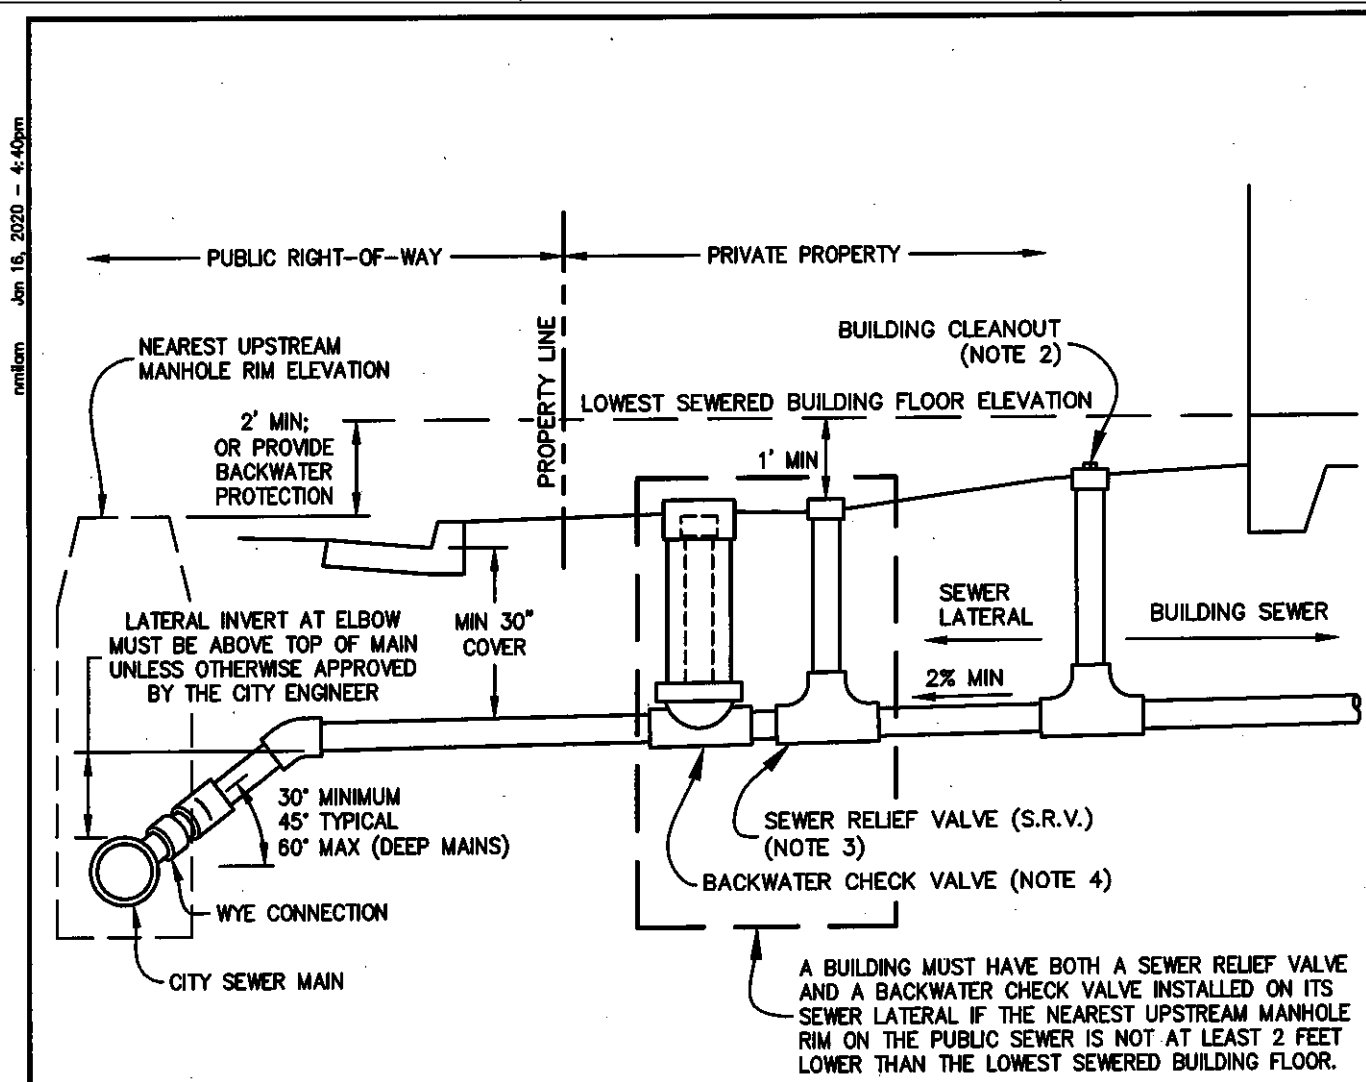 nmilam Jan 16, 2020 - 4:40pm
PUBLIC RIGHT-OF-WAY
PRIVATE PROPERTY
PROPERTY LINE
BUILDING CLEANOUT
(NOTE 2)
NEAREST UPSTREAM
MANHOLE RIM ELEVATION
LOWEST SEWERED BUILDING FLOOR ELEVATION
2' MIN;
OR PROVIDE
BACKWATER
PROTECTION
1' MIN
LATERAL INVERT AT ELBOW
MUST BE ABOVE TOP OF MAIN
UNLESS OTHERWISE APPROVED
BY THE CITY ENGINEER
MIN 30"
COVER
SEWER
LATERAL
BUILDING SEWER
2% MIN
30° MINIMUM
45° TYPICAL
60° MAX (DEEP MAINS)
SEWER RELIEF VALVE (S.R.V.)
(NOTE 3)
BACKWATER CHECK VALVE (NOTE 4)
WYE CONNECTION
CITY SEWER MAIN
A BUILDING MUST HAVE BOTH A SEWER RELIEF VALVE
AND A BACKWATER CHECK VALVE INSTALLED ON ITS
SEWER LATERAL IF THE NEAREST UPSTREAM MANHOLE
RIM ON THE PUBLIC SEWER IS NOT AT LEAST 2 FEET
LOWER THAN THE LOWEST SEWERED BUILDING FLOOR.